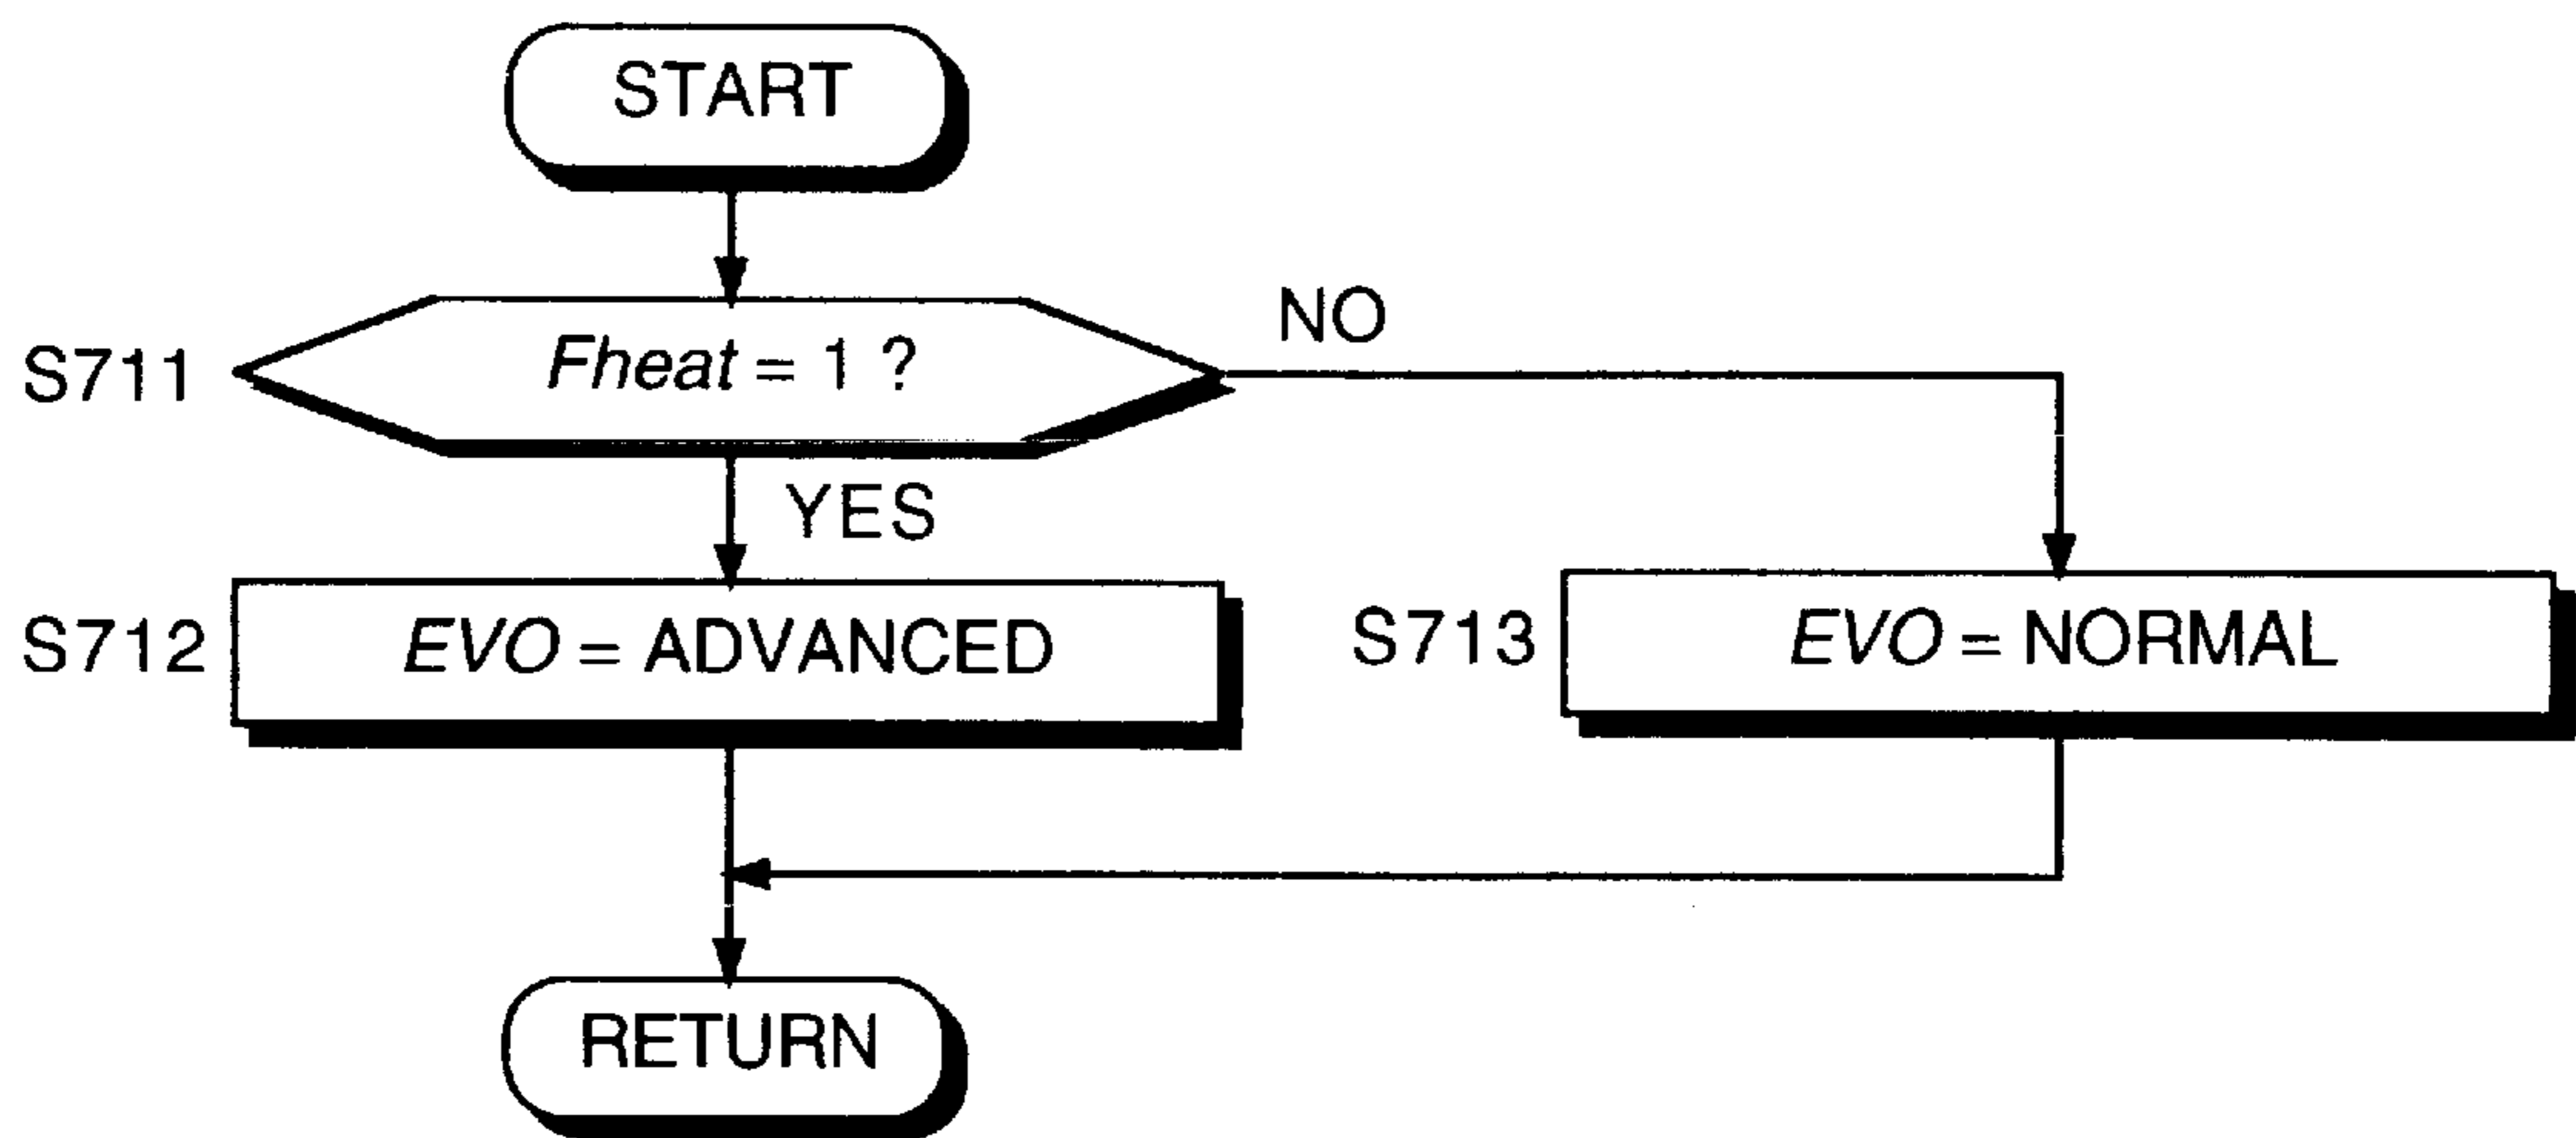 START
S711
Fheat = 1 ?
NO
YES
S712
EVO = ADVANCED
S713
EVO = NORMAL
RETURN